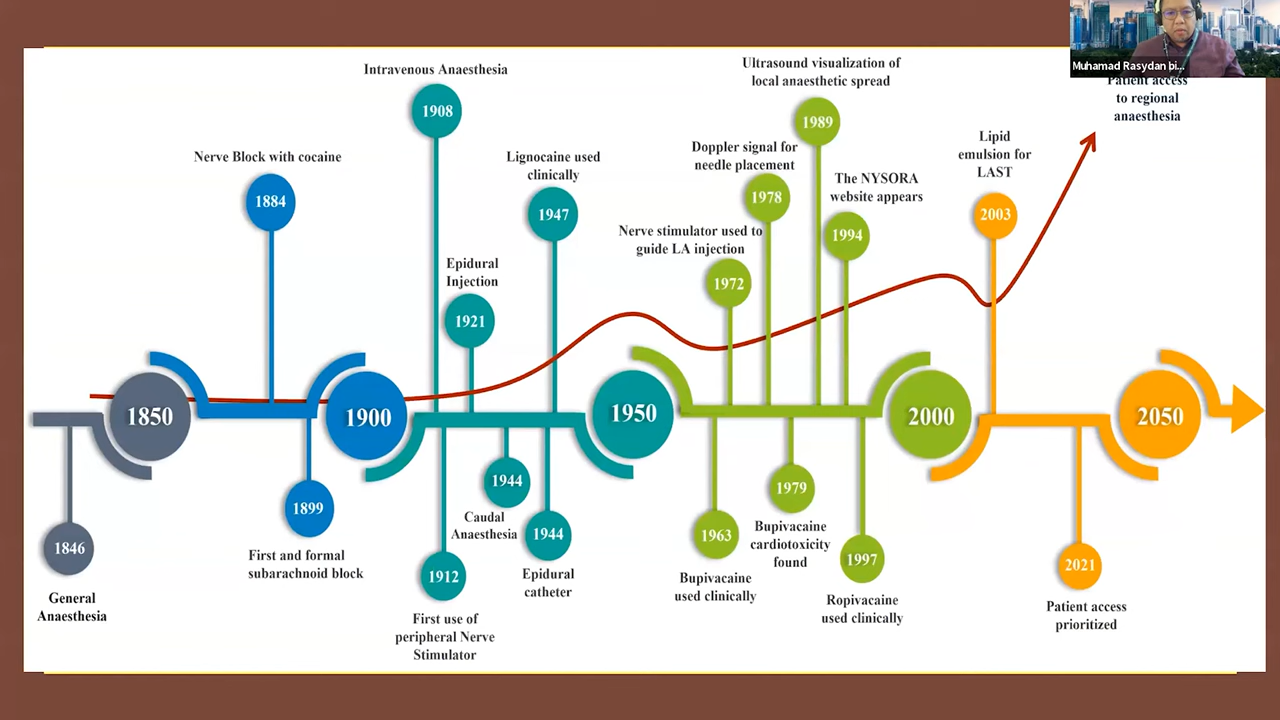 Muhamad Rasydan bi...
Patient access
to regional
anaesthesia
Ultrasound visualization of
local anaesthetic spread
1989
Intravenous Anaesthesia
1908
Nerve Block with cocaine
1884
Lignocaine used
clinically
1947
Doppler signal for
needle placement
1978
The NYSORA
website appears
1994
Lipid
emulsion for
LAST
2003
Nerve stimulator used to
guide LA injection
1972
Epidural
Injection
1921
1850
1900
1950
2000
2050
1846
General
Anaesthesia
1899
First and formal
subarachnoid block
1912
First use of
peripheral Nerve
Stimulator
1944
Caudal
Anaesthesia
1944
Epidural
catheter
1963
Bupivacaine
used clinically
1979
Bupivacaine
cardiotoxicity
found
1997
Ropivacaine
used clinically
2021
Patient access
prioritized